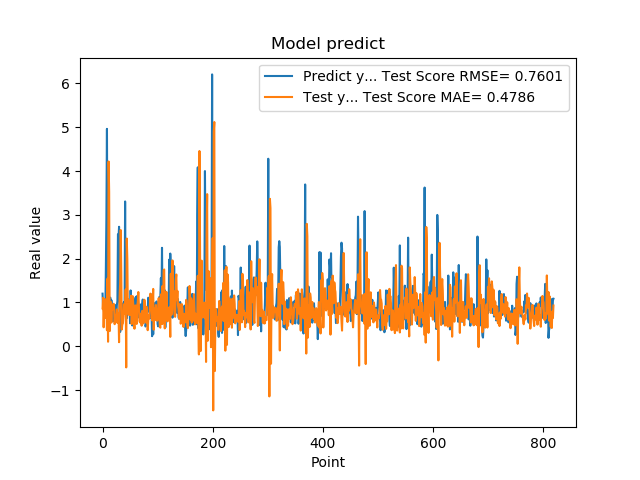 Model predict
Predict y... Test Score RMSE= 0.7601
Test y... Test Score MAE= 0.4786
Real value
6
5
4
3
2
1
0
−1
0 200 400 600 800
Point